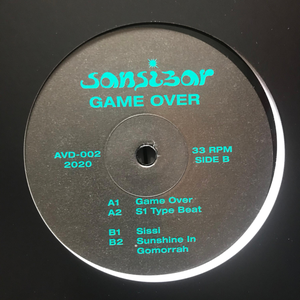 Sansibar
GAME OVER
AVD-002
2020
33 RPM
SIDE B
A1 Game Over
A2 S1 Type Beat
B1 Sissi
B2 Sunshine In
Gomorrah